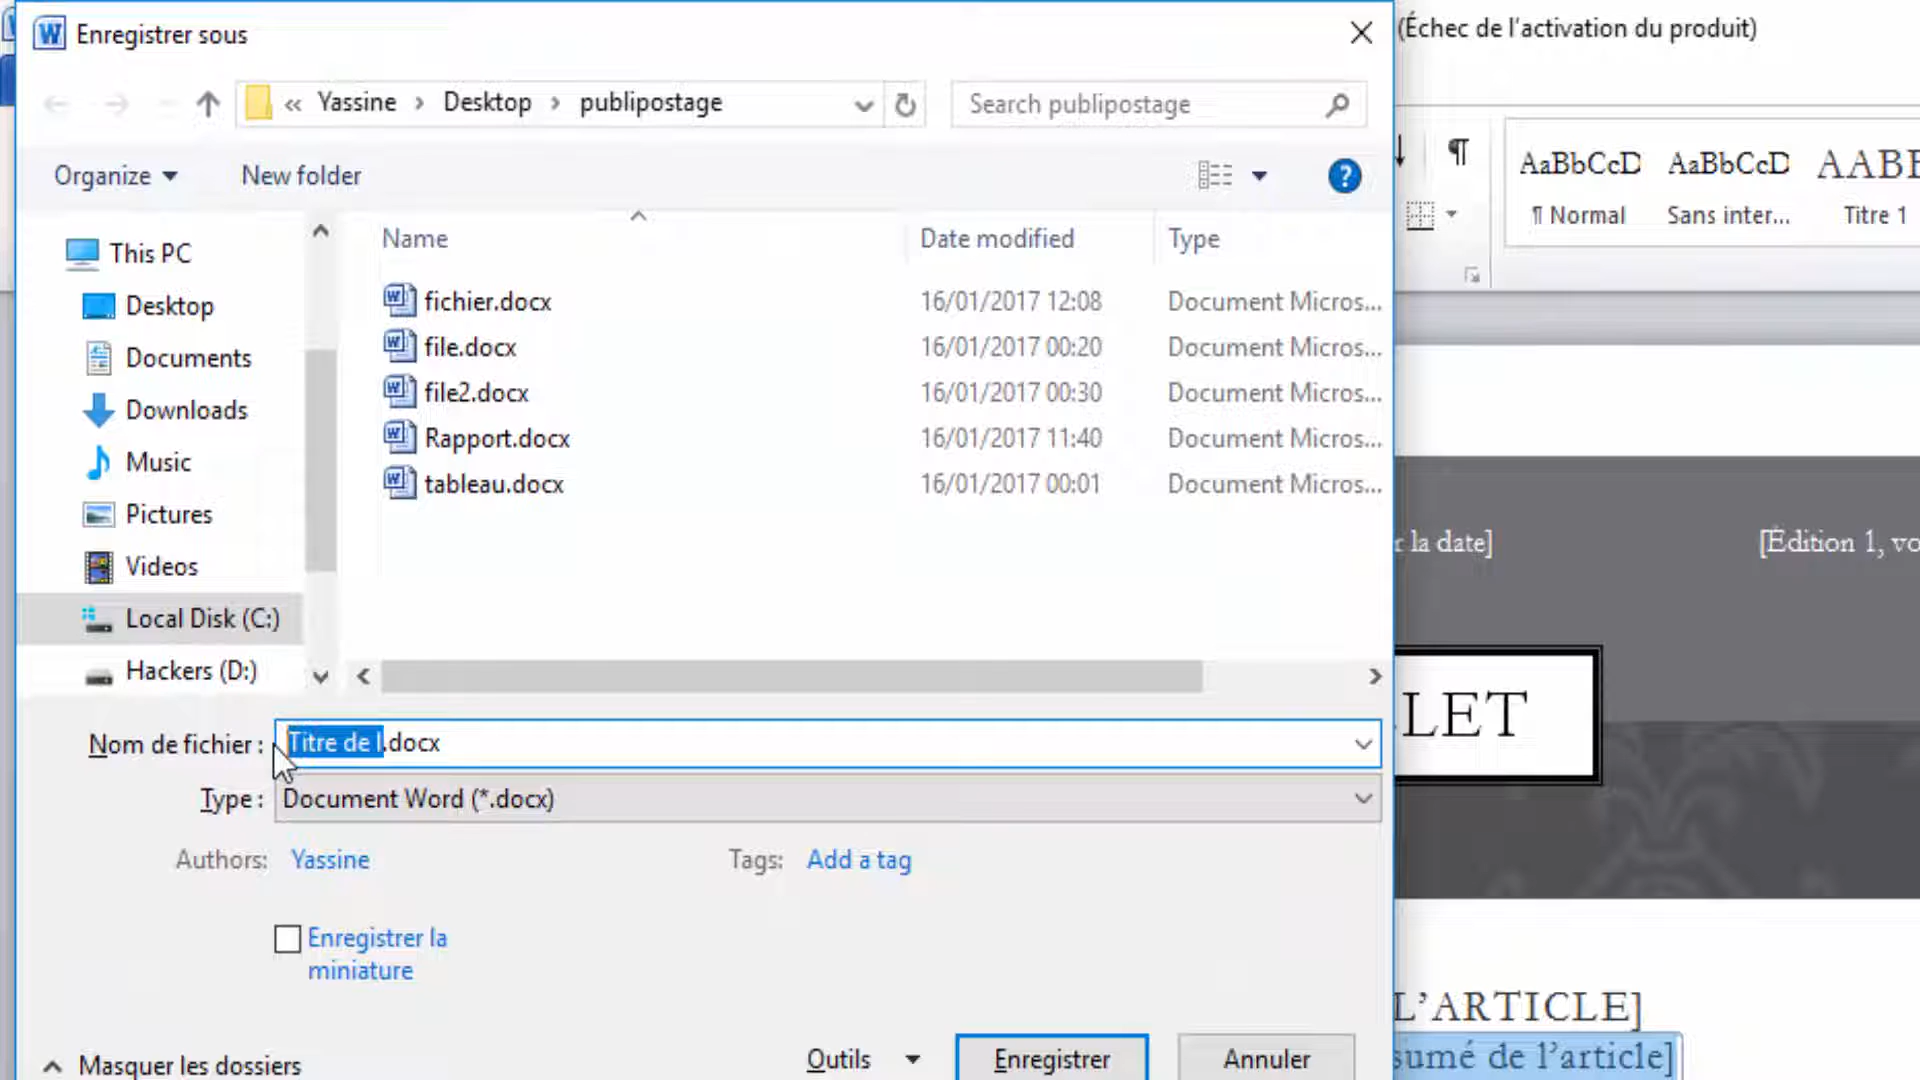 Enregistrer sous
(Échec de l'activation du produit)
« Yassine › Desktop › publipostage
Search publipostage
Organize
New folder
?
¶
AaBbCcD AaBbCcD
¶ Normal Sans inter... Titre 1
Name Date modified Type
This PC
Desktop
Documents
Downloads
Music
Pictures
Videos
Local Disk (C:)
Hackers (D:)
fichier.docx 16/01/2017 12:08 Document Micros...
file.docx 16/01/2017 00:20 Document Micros...
file2.docx 16/01/2017 00:30 Document Micros...
Rapport.docx 16/01/2017 11:40 Document Micros...
tableau.docx 16/01/2017 00:01 Document Micros...
la date] [Édition 1,
LET
Nom de fichier : Titre de l.docx
Type : Document Word (*.docx)
Authors: Yassine Tags: Add a tag
Enregistrer la
miniature
L'ARTICLE]
sumé de l'article]
Masquer les dossiers
Outils Enregistrer Annuler